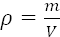 ρ = m/V